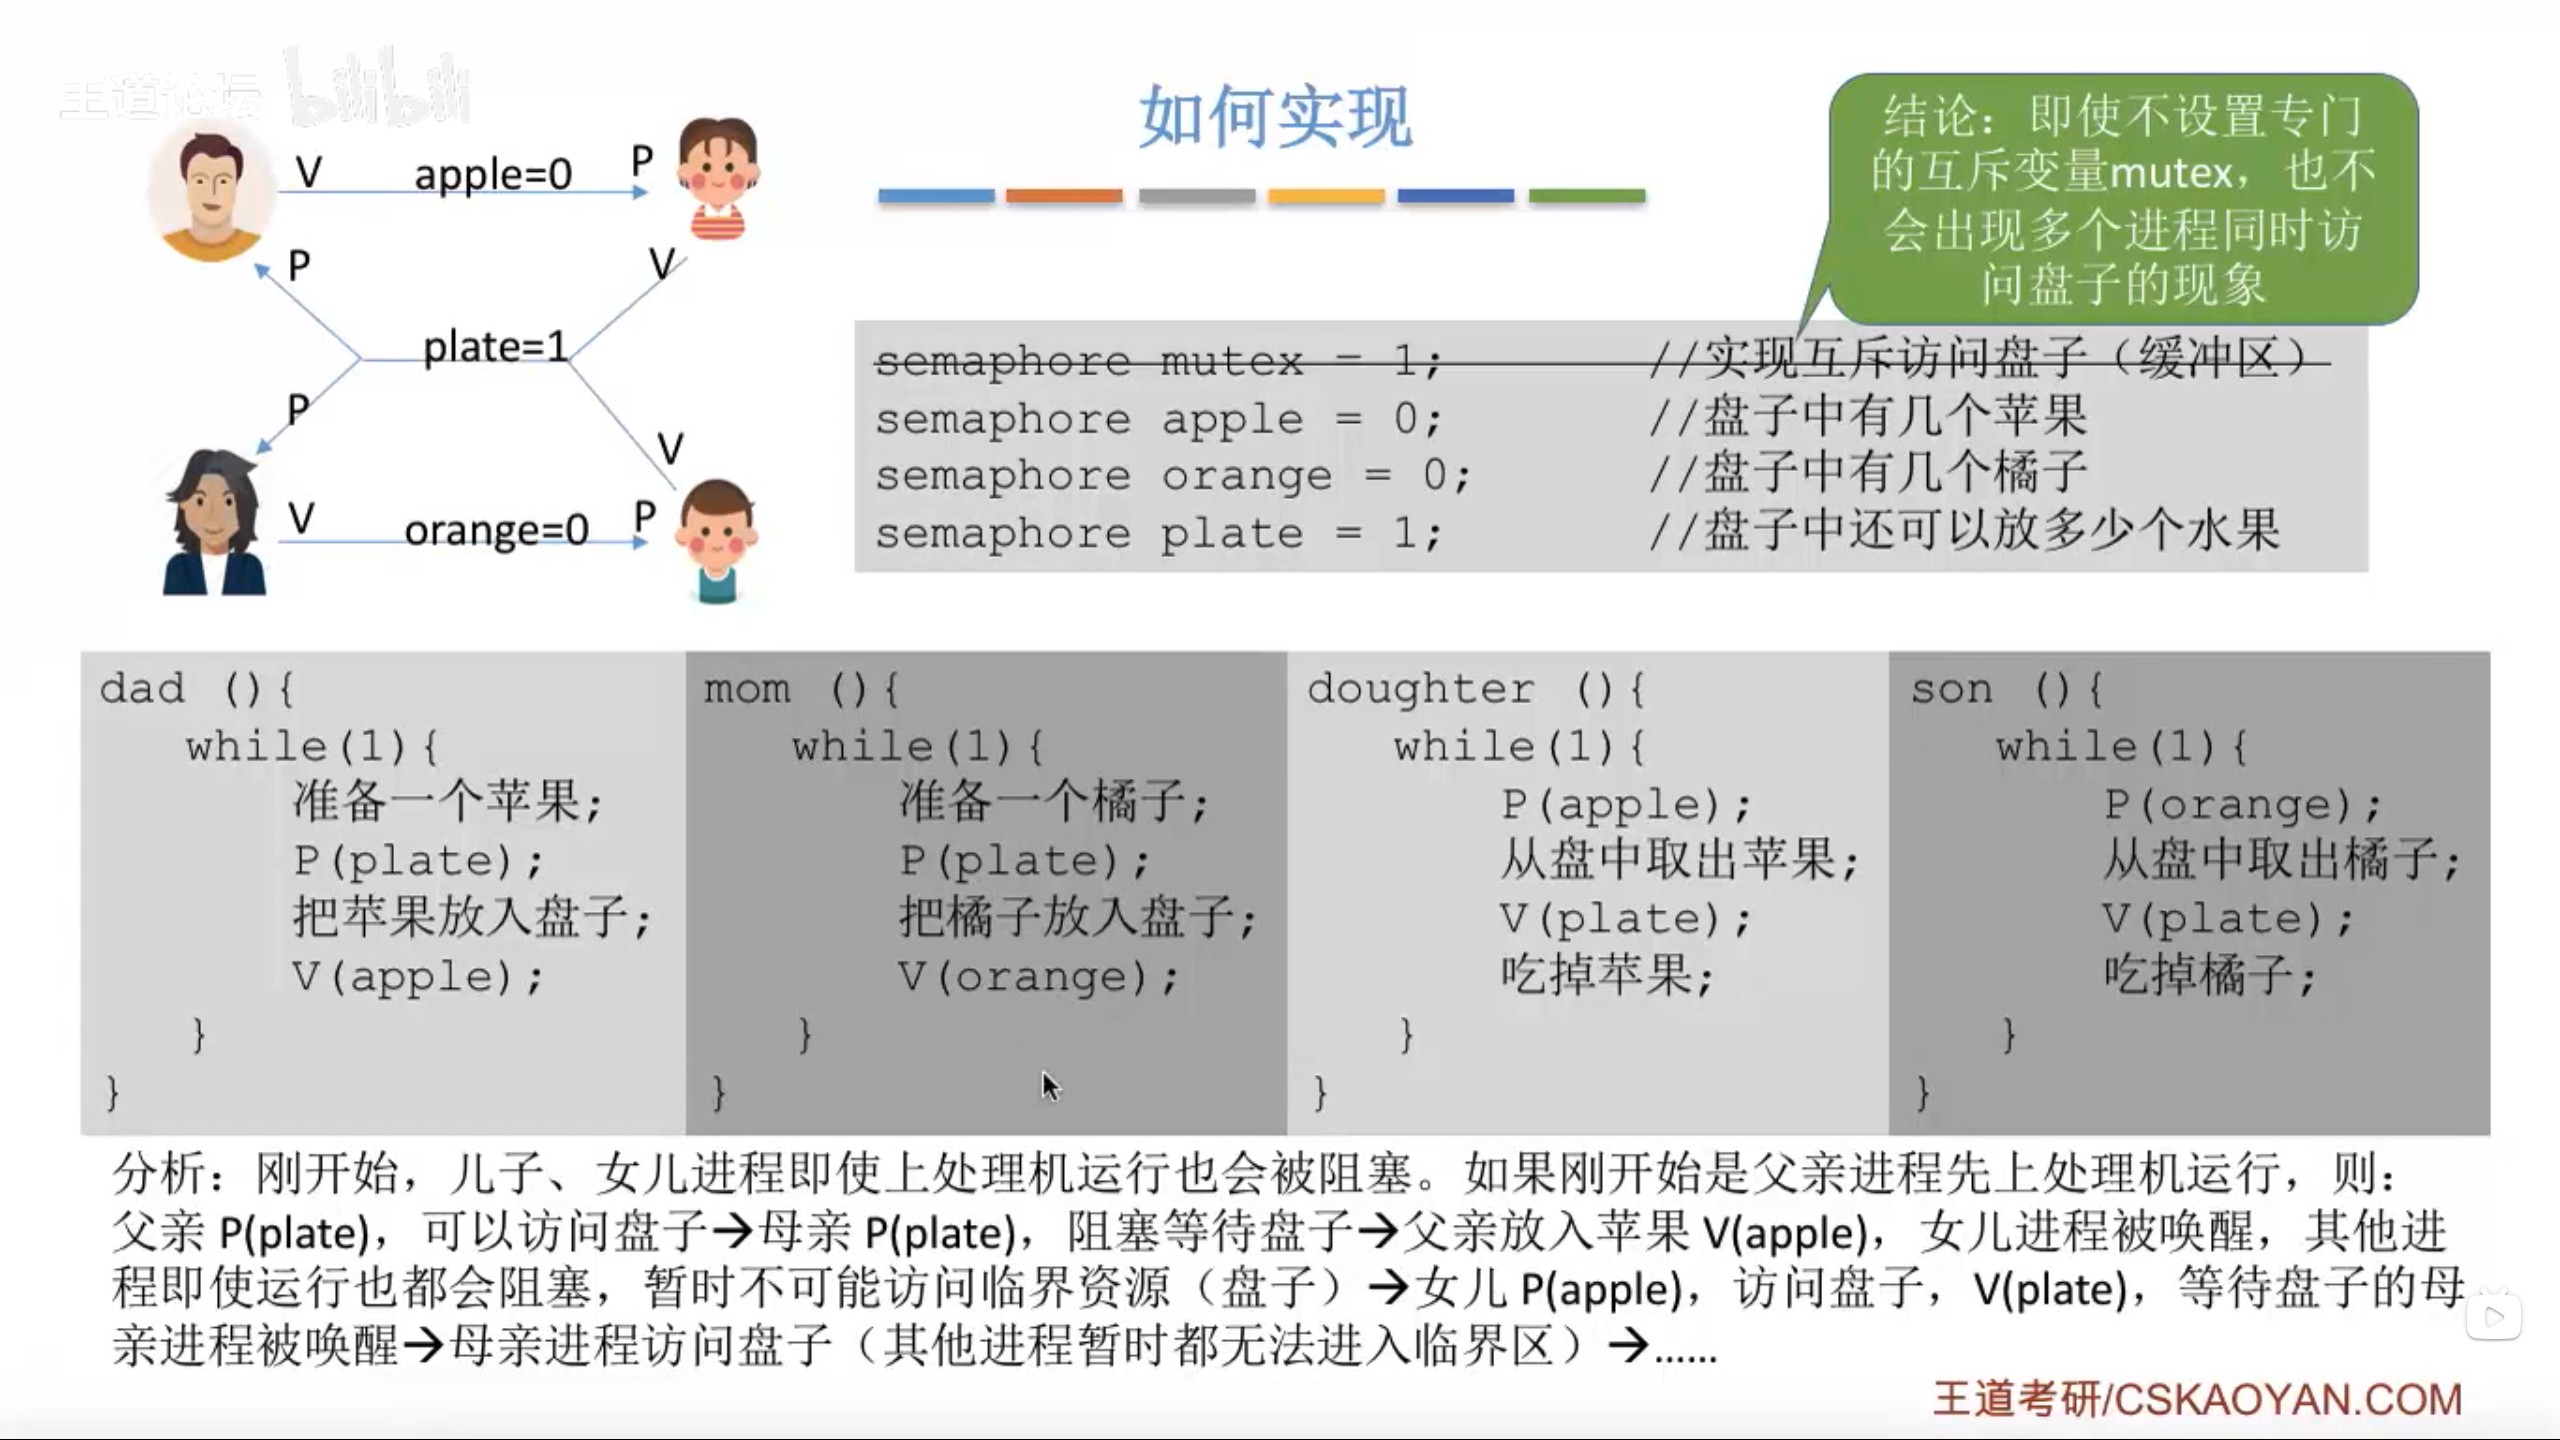 王道论坛 bilibili
如何实现
结论：即使不设置专门
的互斥变量mutex，也不
会出现多个进程同时访
问盘子的现象
V apple=0 P
P V
plate=1
P V
V orange=0 P
semaphore mutex = 1; //实现互斥访问盘子（缓冲区）
semaphore apple = 0; //盘子中有几个苹果
semaphore orange = 0; //盘子中有几个橘子
semaphore plate = 1; //盘子中还可以放多少个水果
dad (){
while(1){
准备一个苹果;
P(plate);
把苹果放入盘子;
V(apple);
}
}
mom (){
while(1){
准备一个橘子;
P(plate);
把橘子放入盘子;
V(orange);
}
}
doughter (){
while(1){
P(apple);
从盘中取出苹果;
V(plate);
吃掉苹果;
}
}
son (){
while(1){
P(orange);
从盘中取出橘子;
V(plate);
吃掉橘子;
}
}
分析：刚开始，儿子、女儿进程即使上处理机运行也会被阻塞。如果刚开始是父亲进程先上处理机运行，则：
父亲 P(plate)，可以访问盘子→母亲 P(plate)，阻塞等待盘子→父亲放入苹果 V(apple)，女儿进程被唤醒，其他进
程即使运行也都会阻塞，暂时不可能访问临界资源（盘子）→女儿 P(apple)，访问盘子，V(plate)，等待盘子的母
亲进程被唤醒→母亲进程访问盘子（其他进程暂时都无法进入临界区）→……
王道考研/CSKAOYAN.COM